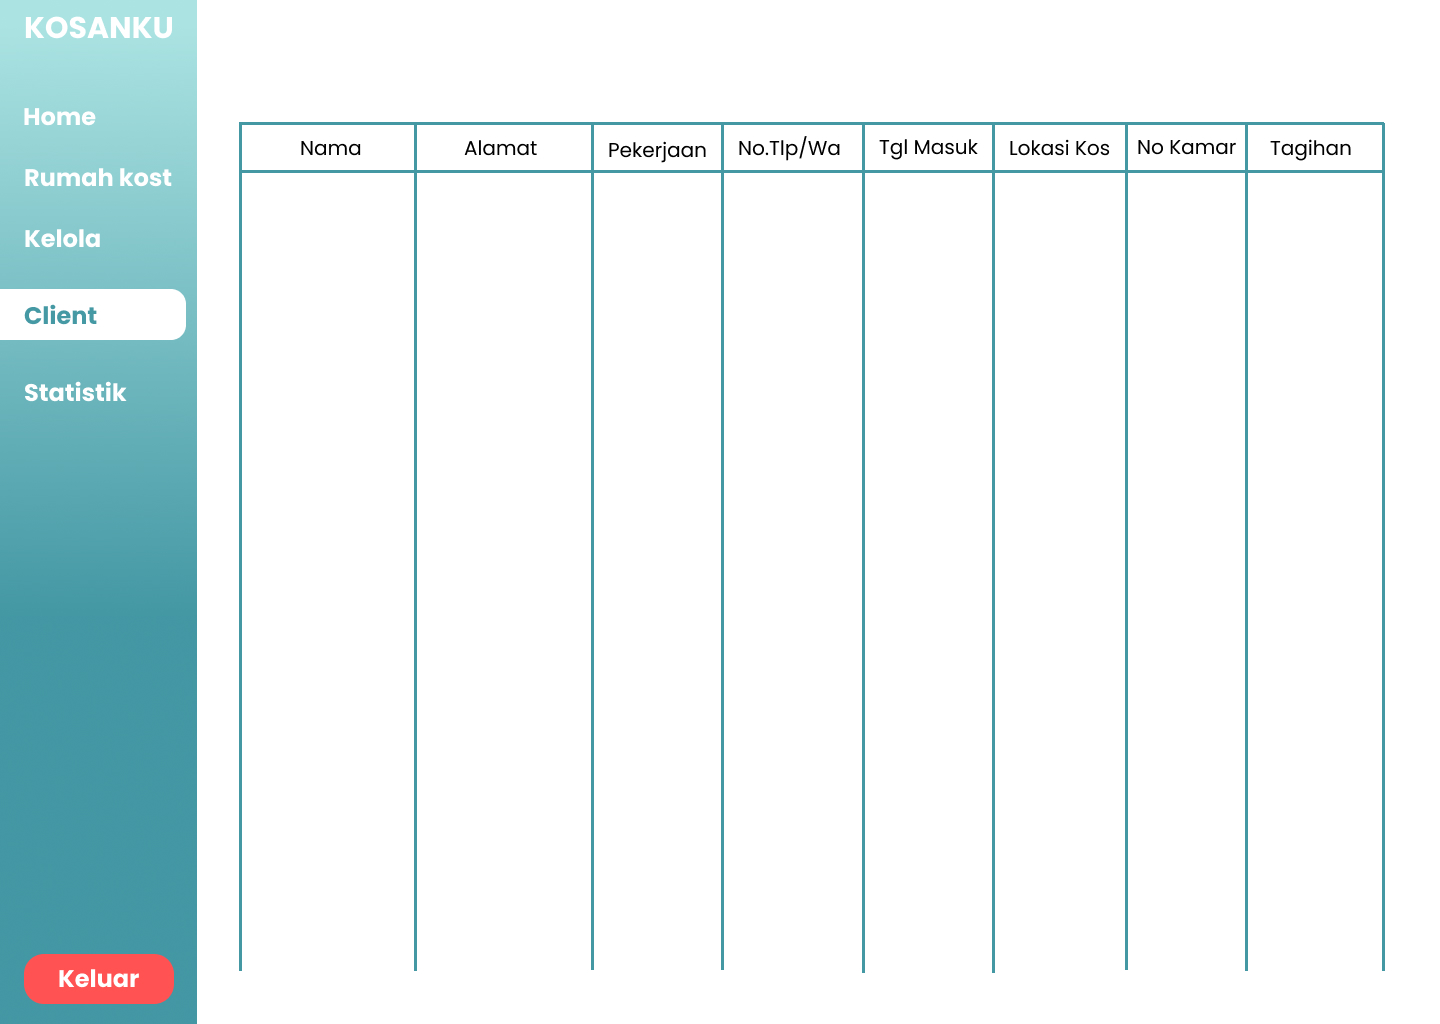 KOSANKU
Home
Rumah kost
Kelola
Client
Statistik
Keluar
Nama Alamat Pekerjaan No.Tlp/Wa Tgl Masuk Lokasi Kos No Kamar Tagihan